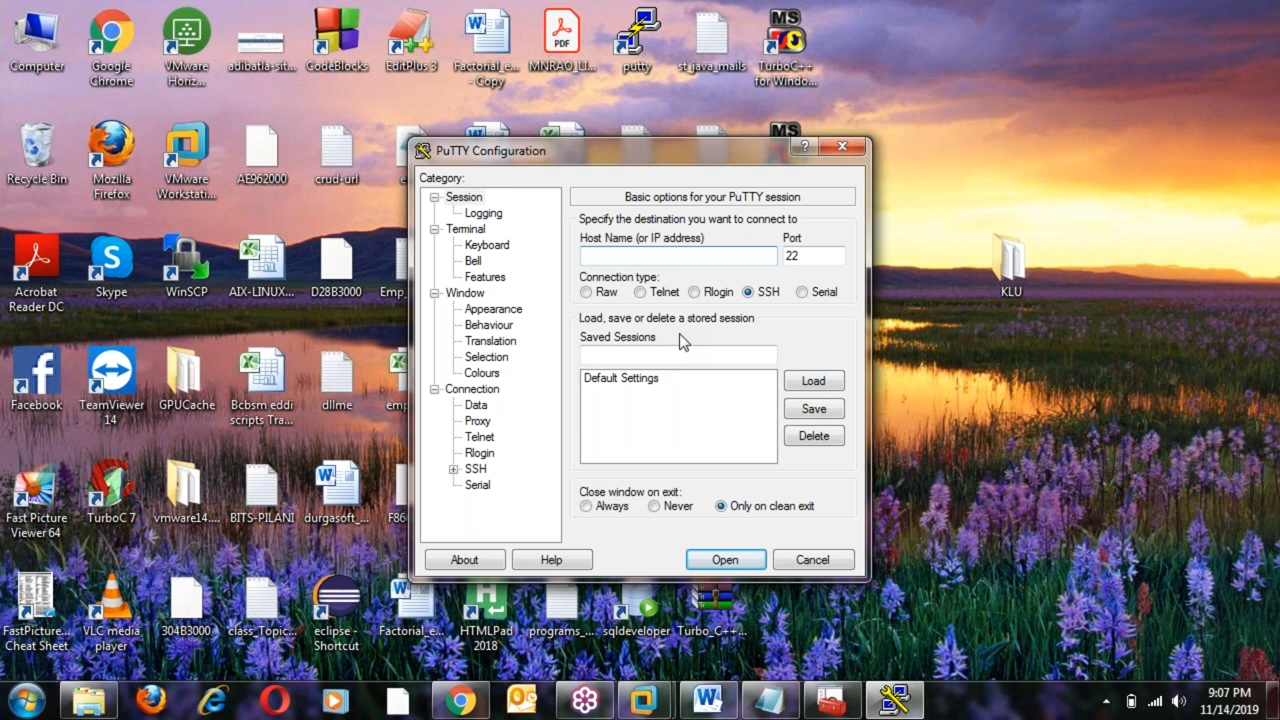 Computer
Google
Chrome
VMware
Horiz...
adibatla-sit...
CodeBlocks
EditPlus 3
Factorial_e...
- Copy
PDF
MNRAO_LI...
putty
st_java_mails
MS
TurboC++
for Windo...
Recycle Bin
Mozilla
Firefox
VMware
Workstati...
AE962000
crud-url
MS
PuTTY Configuration
Category:
Session
Logging
Terminal
Keyboard
Bell
Features
Window
Appearance
Behaviour
Translation
Selection
Colours
Connection
Data
Proxy
Telnet
Rlogin
SSH
Serial
Basic options for your PuTTY session
Specify the destination you want to connect to
Host Name (or IP address)
Port
22
Connection type:
Raw Telnet Rlogin SSH Serial
Load, save or delete a stored session
Saved Sessions
Default Settings
Load
Save
Delete
Close window on exit:
Always Never Only on clean exit
About
Help
Open
Cancel
Acrobat
Reader DC
Skype
WinSCP
AIX-LINUX...
D28B3000
Emp_
KLU
Facebook
TeamViewer
14
GPUCache
Bcbsm eddi
scripts Tra...
dllme
emp
Fast Picture
Viewer 64
TurboC 7
vmware14....
BITS-PILANI
durgasoft_...
F86
FastPicture...
Cheat Sheet
VLC media
player
304B3000
class_Topic...
eclipse -
Shortcut
Factorial_e...
HTMLPad
2018
programs_...
sqldeveloper
Turbo_C++...
9:07 PM
11/14/2019